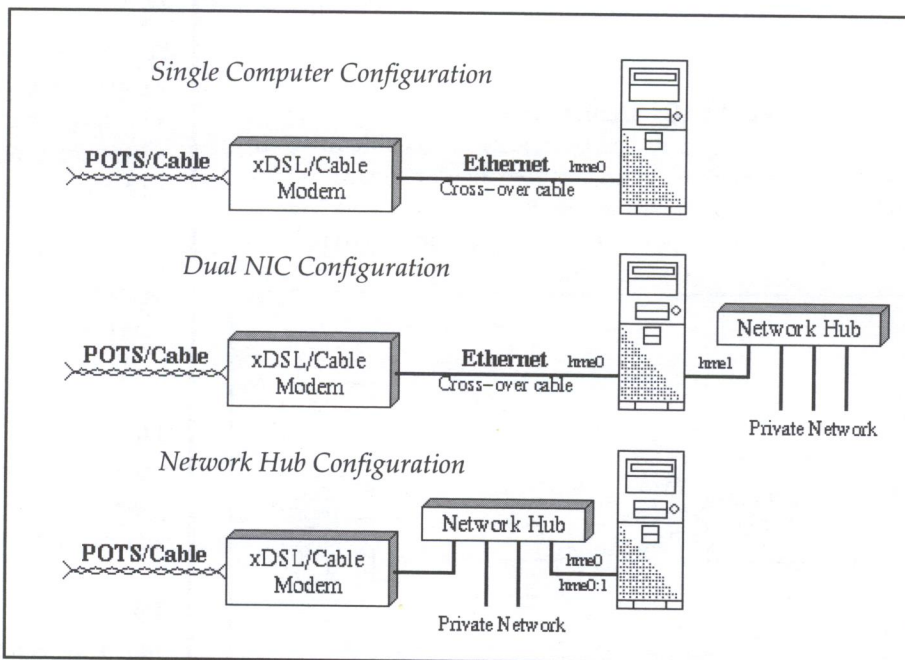 Single Computer Configuration
POTS/Cable
xDSL/Cable
Modem
Ethernet hme0
Cross-over cable
Dual NIC Configuration
POTS/Cable
xDSL/Cable
Modem
Ethernet hme0
Cross-over cable
hme1
Network Hub
Private Network
Network Hub Configuration
POTS/Cable
xDSL/Cable
Modem
Network Hub
hme0
hme0:1
Private Network